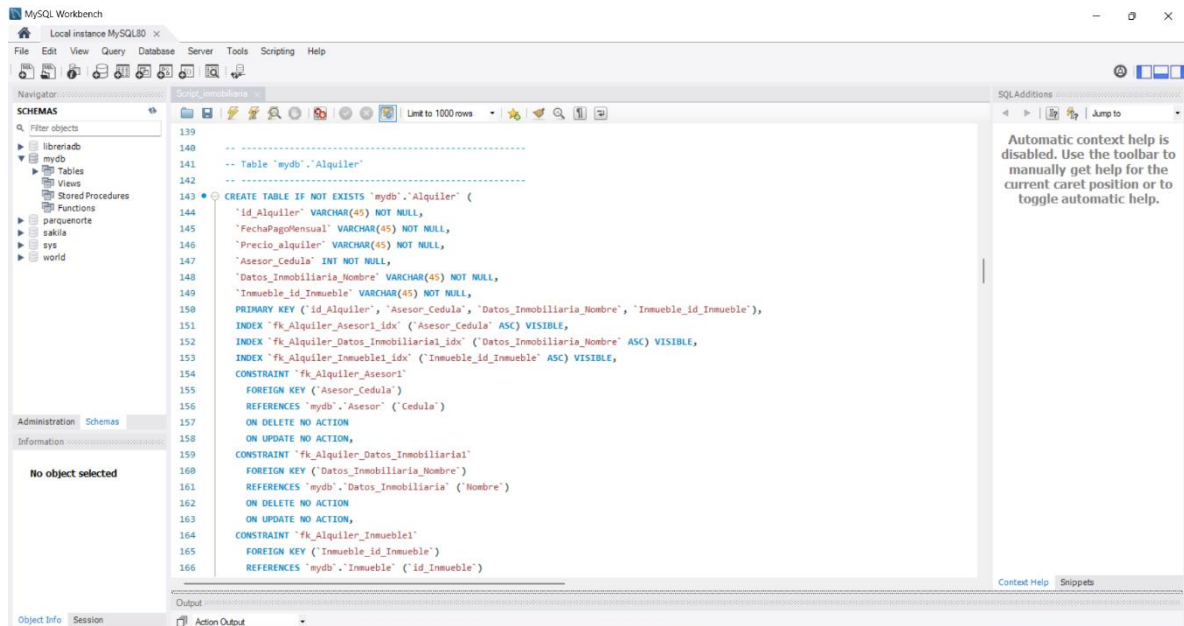 MySQL Workbench
Local instance MySQL80 ×
File Edit View Query Database Server Tools Scripting Help
Navigator
SCHEMAS
Filter objects
libreriadb
mydb
Tables
Views
Stored Procedures
Functions
parquenorte
sakila
sys
world
Administration Schemas
Information
No object selected
Object Info Session
Script_inmobiliaria ×
Limit to 1000 rows
139
140 -- -----------------------------------------------------
141 -- Table `mydb`.`Alquiler`
142 -- -----------------------------------------------------
143 CREATE TABLE IF NOT EXISTS `mydb`.`Alquiler` (
144 `id_Alquiler` VARCHAR(45) NOT NULL,
145 `FechaPagoMensual` VARCHAR(45) NOT NULL,
146 `Precio_alquiler` VARCHAR(45) NOT NULL,
147 `Asesor_Cedula` INT NOT NULL,
148 `Datos_Inmobiliaria_Nombre` VARCHAR(45) NOT NULL,
149 `Inmueble_id_Inmueble` VARCHAR(45) NOT NULL,
150 PRIMARY KEY (`id_Alquiler`, `Asesor_Cedula`, `Datos_Inmobiliaria_Nombre`, `Inmueble_id_Inmueble`),
151 INDEX `fk_Alquiler_Asesor1_idx` (`Asesor_Cedula` ASC) VISIBLE,
152 INDEX `fk_Alquiler_Datos_Inmobiliaria1_idx` (`Datos_Inmobiliaria_Nombre` ASC) VISIBLE,
153 INDEX `fk_Alquiler_Inmueble1_idx` (`Inmueble_id_Inmueble` ASC) VISIBLE,
154 CONSTRAINT `fk_Alquiler_Asesor1`
155 FOREIGN KEY (`Asesor_Cedula`)
156 REFERENCES `mydb`.`Asesor` (`Cedula`)
157 ON DELETE NO ACTION
158 ON UPDATE NO ACTION,
159 CONSTRAINT `fk_Alquiler_Datos_Inmobiliaria1`
160 FOREIGN KEY (`Datos_Inmobiliaria_Nombre`)
161 REFERENCES `mydb`.`Datos_Inmobiliaria` (`Nombre`)
162 ON DELETE NO ACTION
163 ON UPDATE NO ACTION,
164 CONSTRAINT `fk_Alquiler_Inmueble1`
165 FOREIGN KEY (`Inmueble_id_Inmueble`)
166 REFERENCES `mydb`.`Inmueble` (`id_Inmueble`)
Output
Action Output
SQLAdditions
Jump to
Automatic context help is
disabled. Use the toolbar to
manually get help for the
current caret position or to
toggle automatic help.
Context Help Snippets